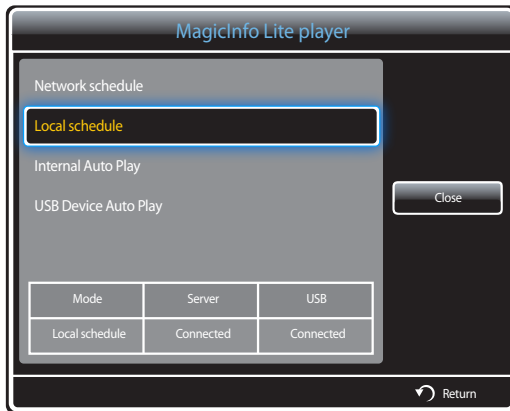 MagicInfo Lite player
Network schedule
Local schedule
Internal Auto Play
USB Device Auto Play
Close
Mode Server USB
Local schedule Connected Connected
Return